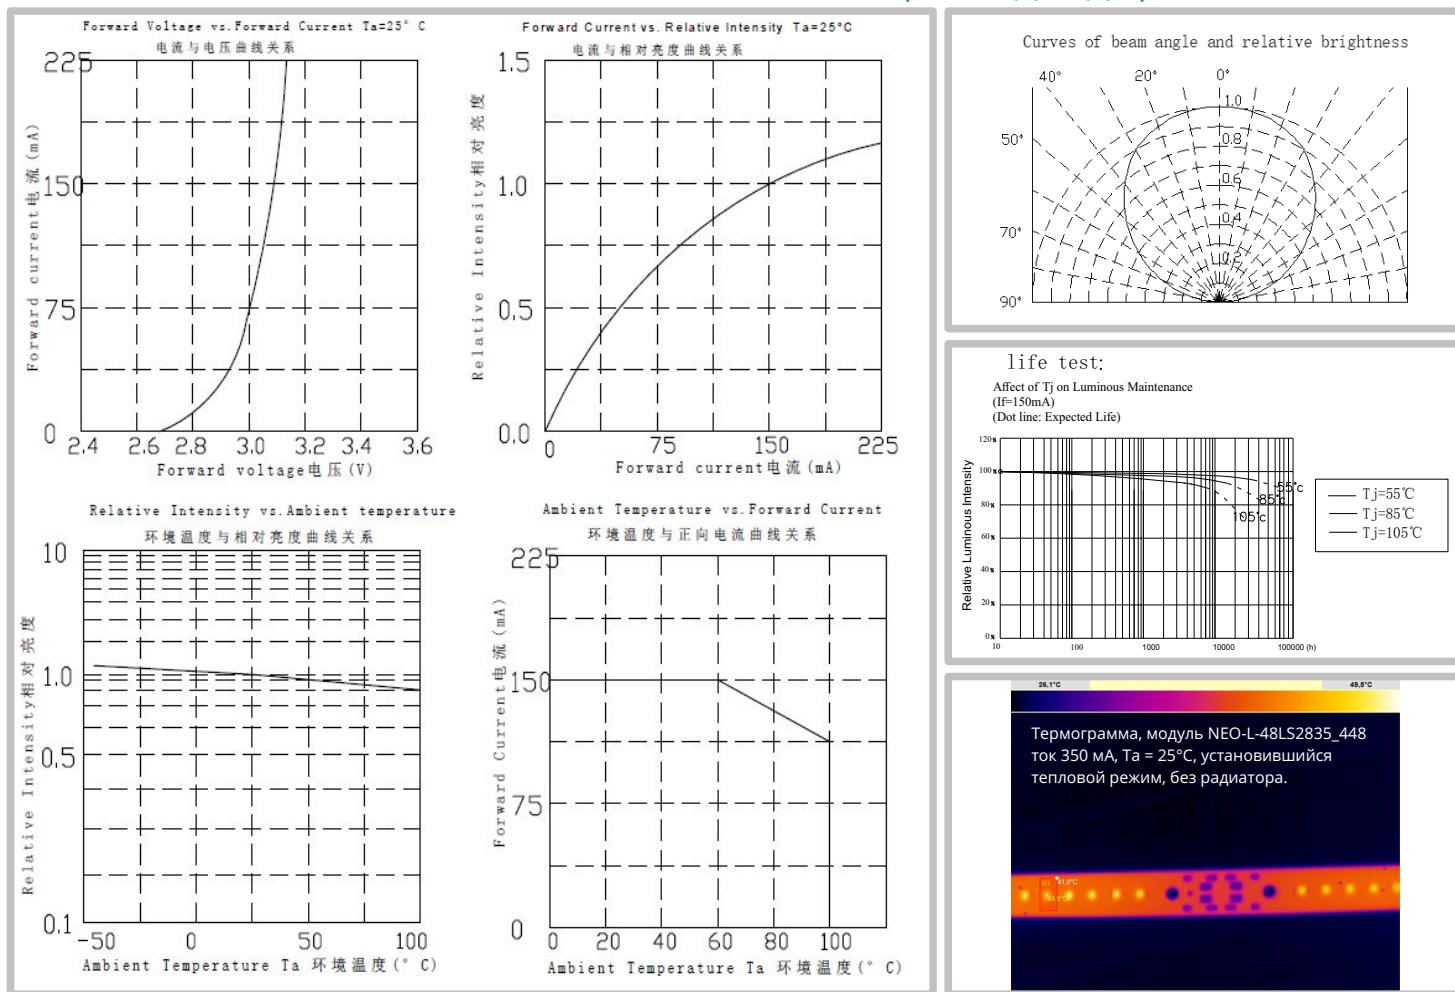 Forward Voltage vs.Forward Current Ta=25° C
电流与电压曲线关系
225
150
75
0
Forward current电流(mA)
2.4 2.6 2.8 3.0 3.2 3.4 3.6
Forward voltage电压(V)
Forward Current vs. Relative Intensity Ta=25°C
电流与相对亮度曲线关系
1.5
1.0
0.5
0.0
Relative Intensity相对亮度
0 75 150 225
Forward current电流(mA)
Relative Intensity vs.Ambient temperature
环境温度与相对亮度曲线关系
10
1.0
0.5
0.1
Relative Intensity相对亮度
-50 0 50 100
Ambient Temperature Ta 环境温度(° C)
Ambient Temperature vs.Forward Current
环境温度与正向电流曲线关系
225
150
75
0
Forward Current电流(mA)
0 20 40 60 80 100
Ambient Temperature Ta 环境温度(° C)
Curves of beam angle and relative brightness
40° 20° 0°
50°
70°
90°
1.0
0.8
0.6
0.4
0.2
life test:
Affect of Tj on Luminous Maintenance
(If=150mA)
(Dot line: Expected Life)
120%
100%
80%
60%
40%
20%
0%
Relative Luminous Intensity
10 100 1000 10000 100000 (h)
55°c
85°c
105°c
Tj=55℃
Tj=85℃
Tj=105℃
26,1°C 49,5°C
Термограмма, модуль NEO-L-48LS2835_448
ток 350 мА, Ta = 25°C, установившийся
тепловой режим, без радиатора.
R1